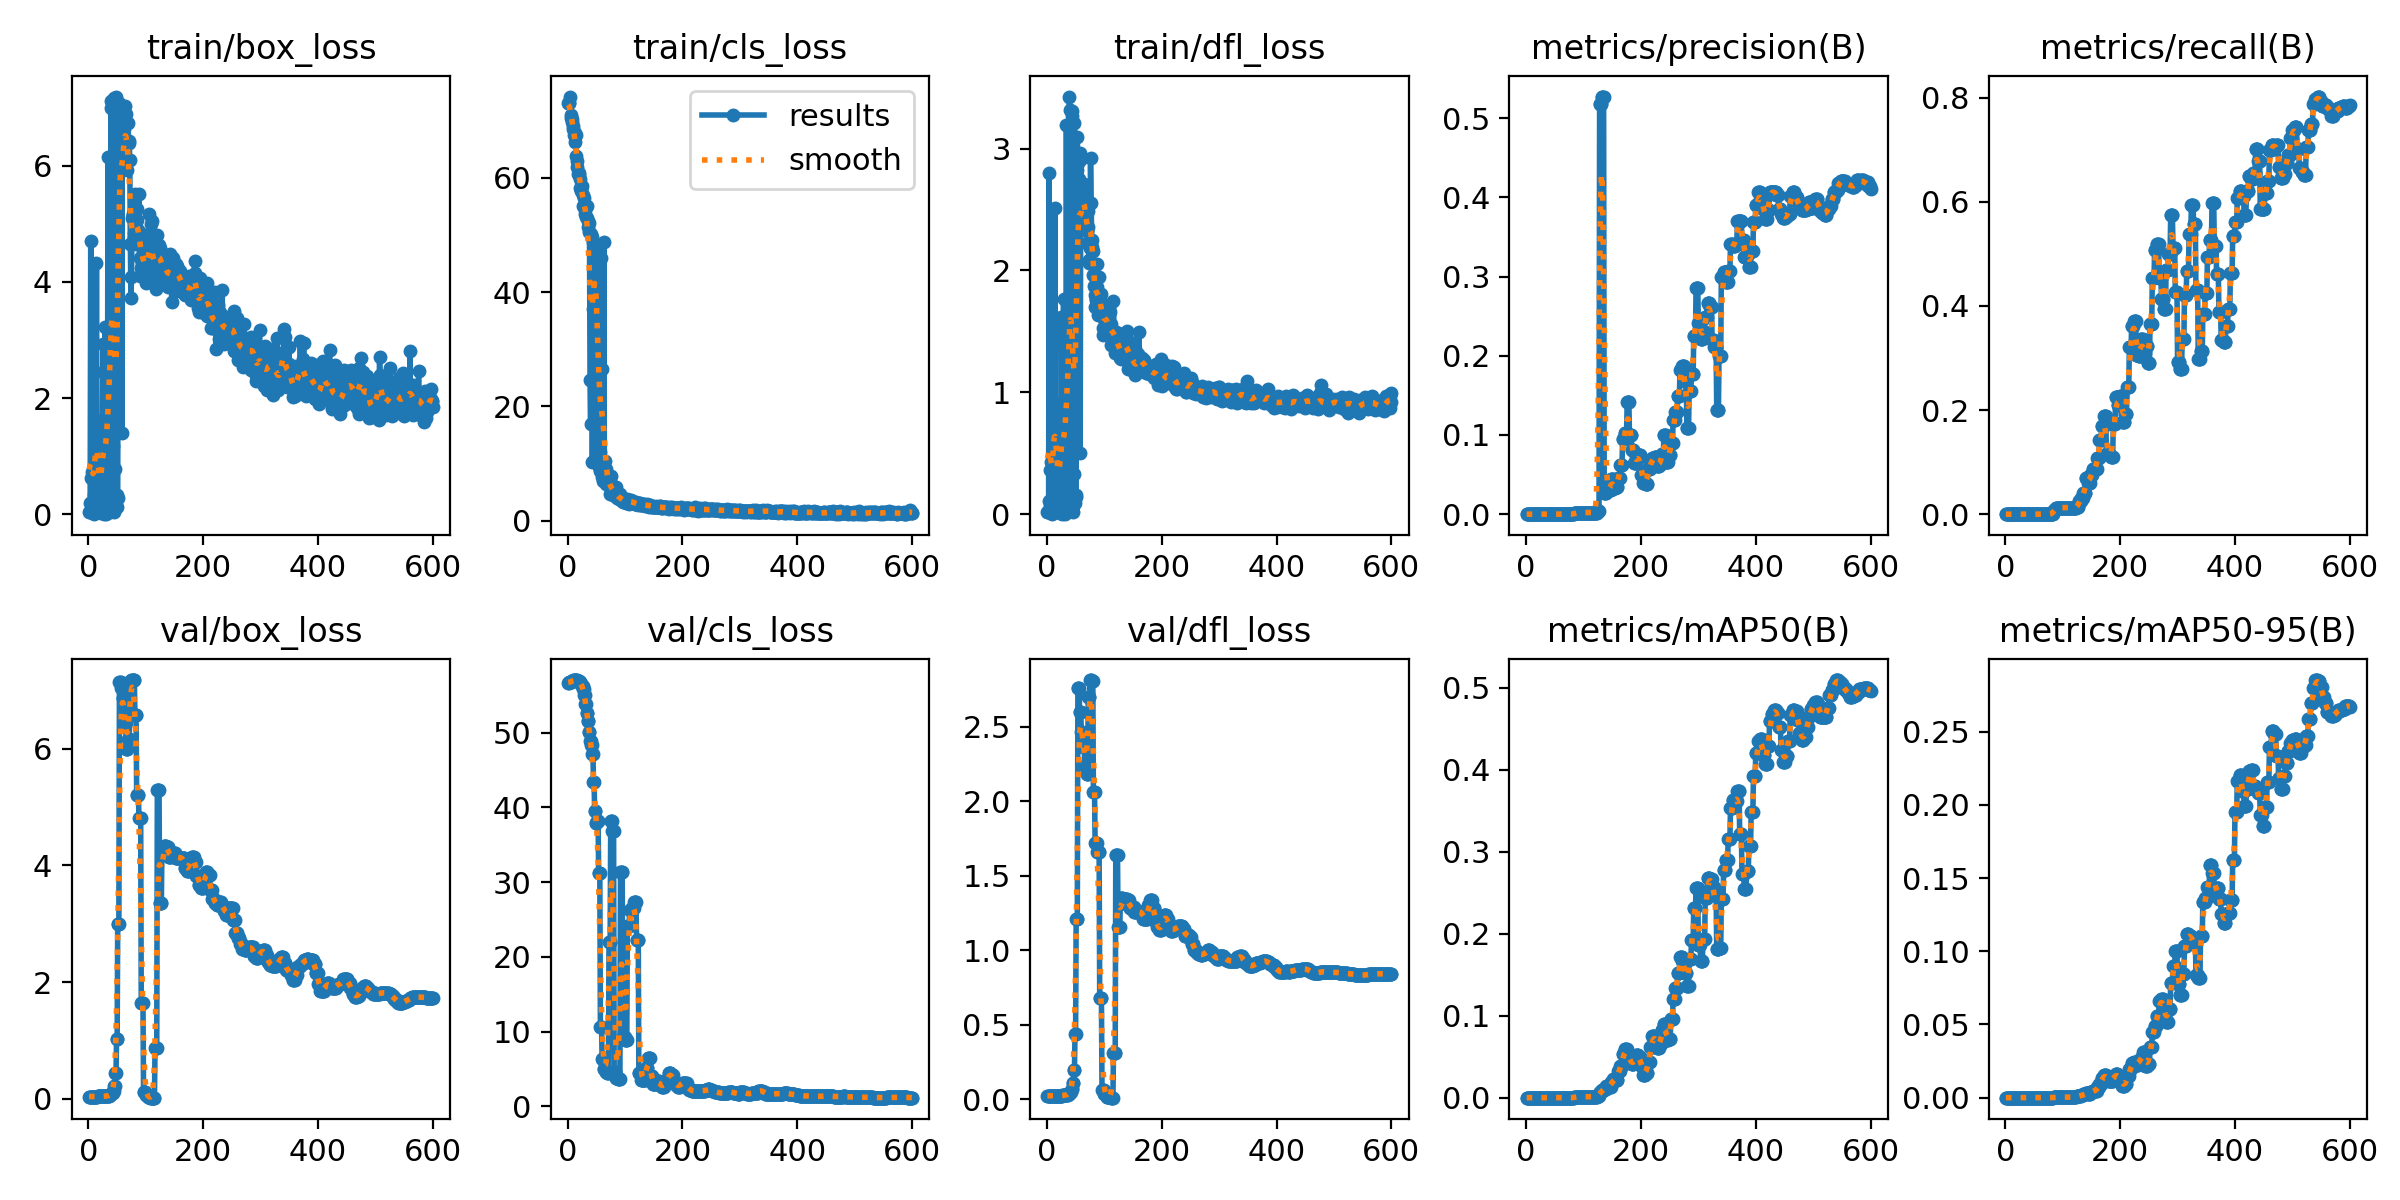 train/box_loss
train/cls_loss
train/dfl_loss
metrics/precision(B)
metrics/recall(B)
6
4
2
0
0 200 400 600
60
40
20
0
0 200 400 600
results
smooth
3
2
1
0
0 200 400 600
0.5
0.4
0.3
0.2
0.1
0.0
0 200 400 600
0.8
0.6
0.4
0.2
0.0
0 200 400 600
val/box_loss
val/cls_loss
val/dfl_loss
metrics/mAP50(B)
metrics/mAP50-95(B)
6
4
2
0
0 200 400 600
50
40
30
20
10
0
0 200 400 600
2.5
2.0
1.5
1.0
0.5
0.0
0 200 400 600
0.5
0.4
0.3
0.2
0.1
0.0
0 200 400 600
0.25
0.20
0.15
0.10
0.05
0.00
0 200 400 600